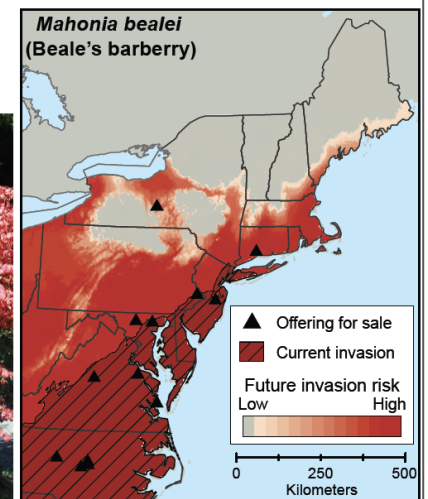 Mahonia bealei
(Beale's barberry)
Offering for sale
Current invasion
Future invasion risk
Low High
0 250 500
Kilometers